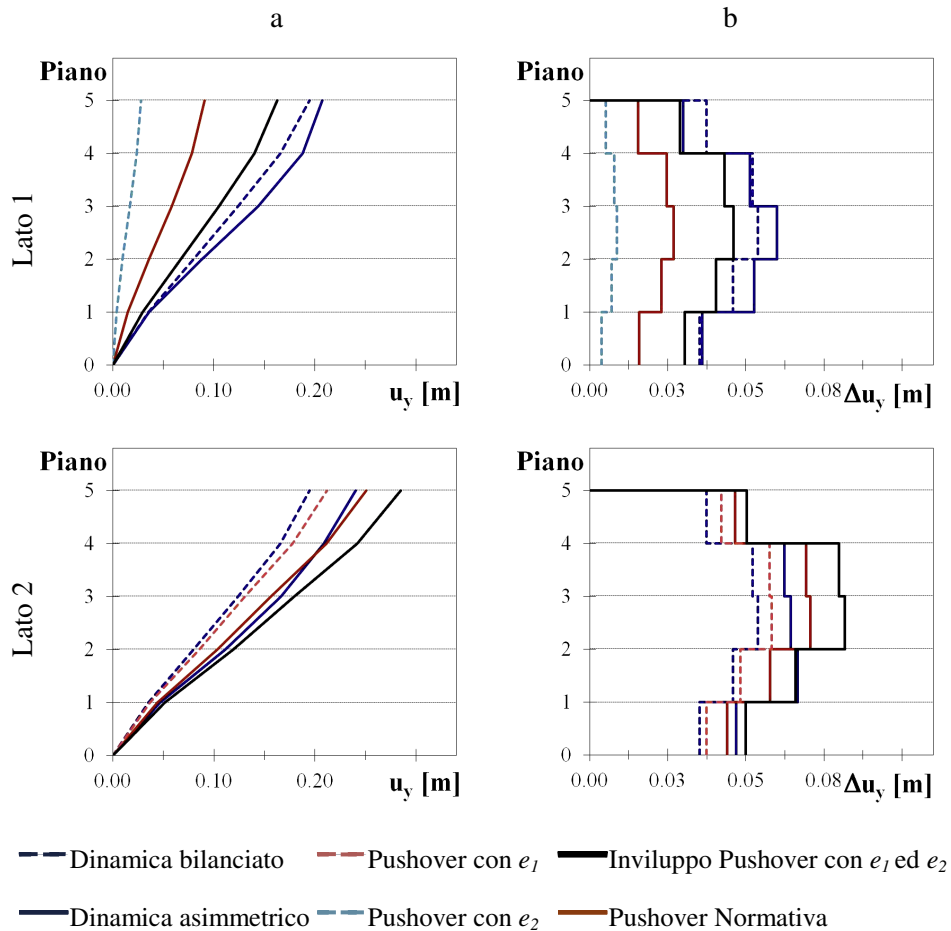 a
b
Lato 1
Piano
5
4
3
2
1
0
0.00
0.10
0.20
u_y [m]
Piano
5
4
3
2
1
0
0.00
0.03
0.05
0.08
Δu_y [m]
Lato 2
Piano
5
4
3
2
1
0
0.00
0.10
0.20
u_y [m]
Piano
5
4
3
2
1
0
0.00
0.03
0.05
0.08
Δu_y [m]
Dinamica bilanciato
Pushover con e_1
Inviluppo Pushover con e_1 ed e_2
Dinamica asimmetrico
Pushover con e_2
Pushover Normativa